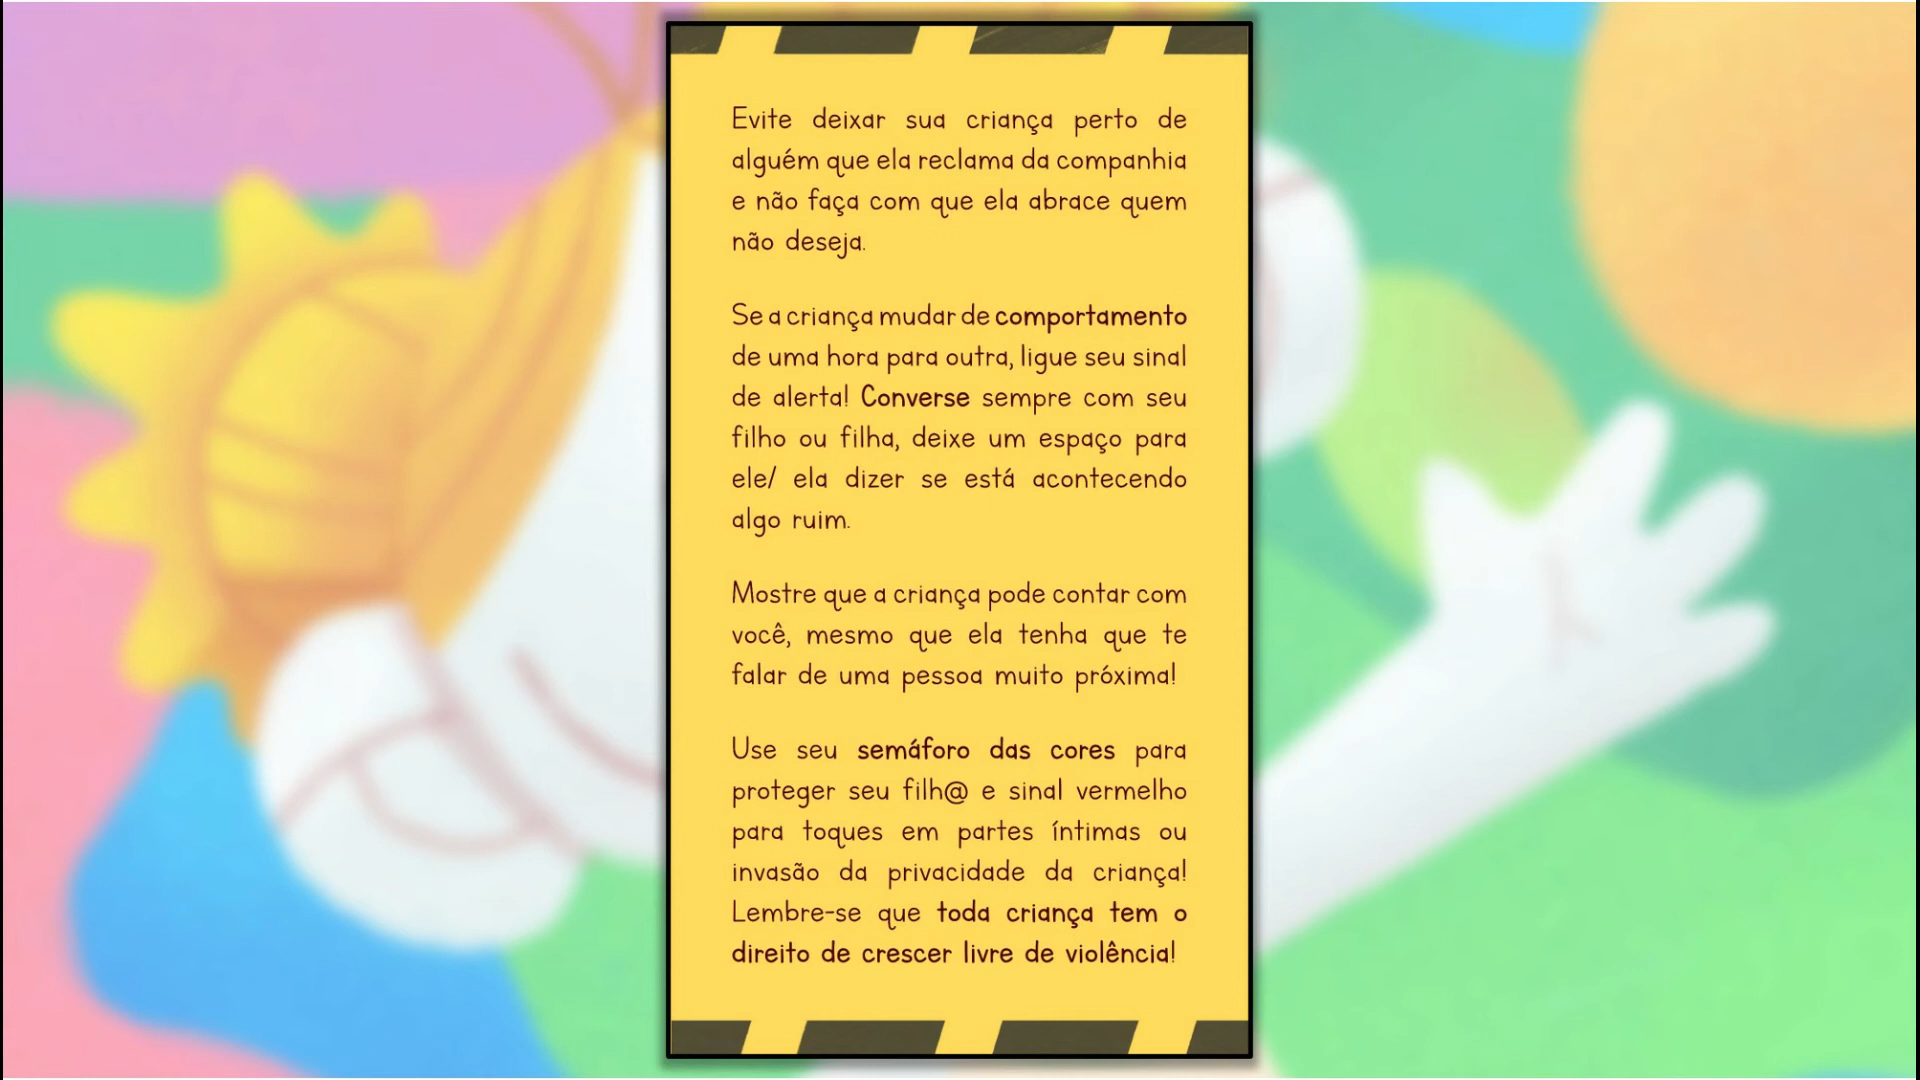 Evite deixar sua criança perto de
alguém que ela reclama da companhia
e não faça com que ela abrace quem
não deseja.
Se a criança mudar de comportamento
de uma hora para outra, ligue seu sinal
de alerta! Converse sempre com seu
filho ou filha, deixe um espaço para
ele/ ela dizer se está acontecendo
algo ruim.
Mostre que a criança pode contar com
você, mesmo que ela tenha que te
falar de uma pessoa muito próxima!
Use seu semáforo das cores para
proteger seu filh@ e sinal vermelho
para toques em partes íntimas ou
invasão da privacidade da criança!
Lembre-se que toda criança tem o
direito de crescer livre de violência!